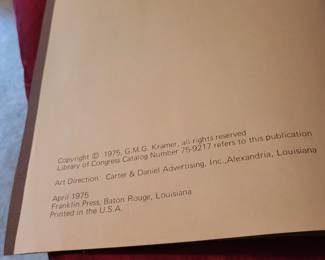 Copyright © 1975, G.M.G. Kramer, all rights reserved
Library of Congress Catalog Number 75-9217 refers to this publication
Art Direction: Carter & Daniel Advertising, Inc., Alexandria, Louisiana
April 1975
Franklin Press, Baton Rouge, Louisiana
Printed in the U.S.A.